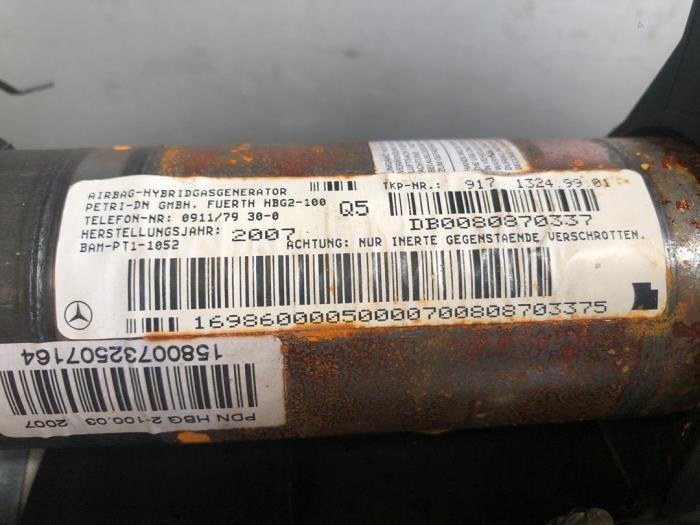 AIRBAG-HYBRIDGASGENERATOR
PETRI-DN GMBH. FUERTH HBG2-100
TELEFON-NR: 0911/79 30-0
HERSTELLUNGSJAHR: 2007
BAM-PT1-1052
Q5
TKP-NR.: 917 1324.99.01
DB0080870337
ACHTUNG: NUR INERTE GEGENSTAENDE VERSCHROTTEN.
16986000050000700808703375
15800732507164
PDN HBG 2-100.03 2007